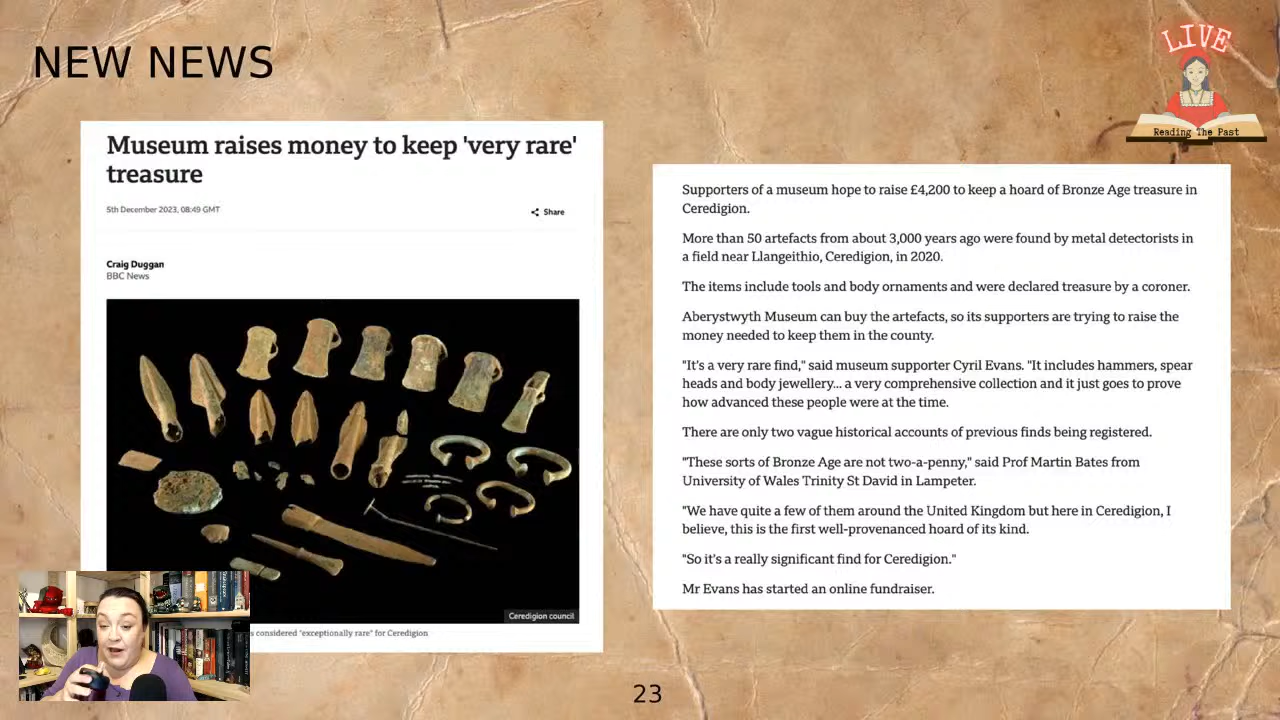 NEW NEWS
LIVE
Reading The Past
Museum raises money to keep 'very rare'
treasure
5th December 2023, 08:49 GMT
Share
Craig Duggan
BBC News
Ceredigion council
considered "exceptionally rare" for Ceredigion
Supporters of a museum hope to raise £4,200 to keep a hoard of Bronze Age treasure in
Ceredigion.
More than 50 artefacts from about 3,000 years ago were found by metal detectorists in
a field near Llangeithio, Ceredigion, in 2020.
The items include tools and body ornaments and were declared treasure by a coroner.
Aberystwyth Museum can buy the artefacts, so its supporters are trying to raise the
money needed to keep them in the county.
"It's a very rare find," said museum supporter Cyril Evans. "It includes hammers, spear
heads and body jewellery... a very comprehensive collection and it just goes to prove
how advanced these people were at the time.
There are only two vague historical accounts of previous finds being registered.
"These sorts of Bronze Age are not two-a-penny," said Prof Martin Bates from
University of Wales Trinity St David in Lampeter.
"We have quite a few of them around the United Kingdom but here in Ceredigion, I
believe, this is the first well-provenanced hoard of its kind.
"So it's a really significant find for Ceredigion."
Mr Evans has started an online fundraiser.
23